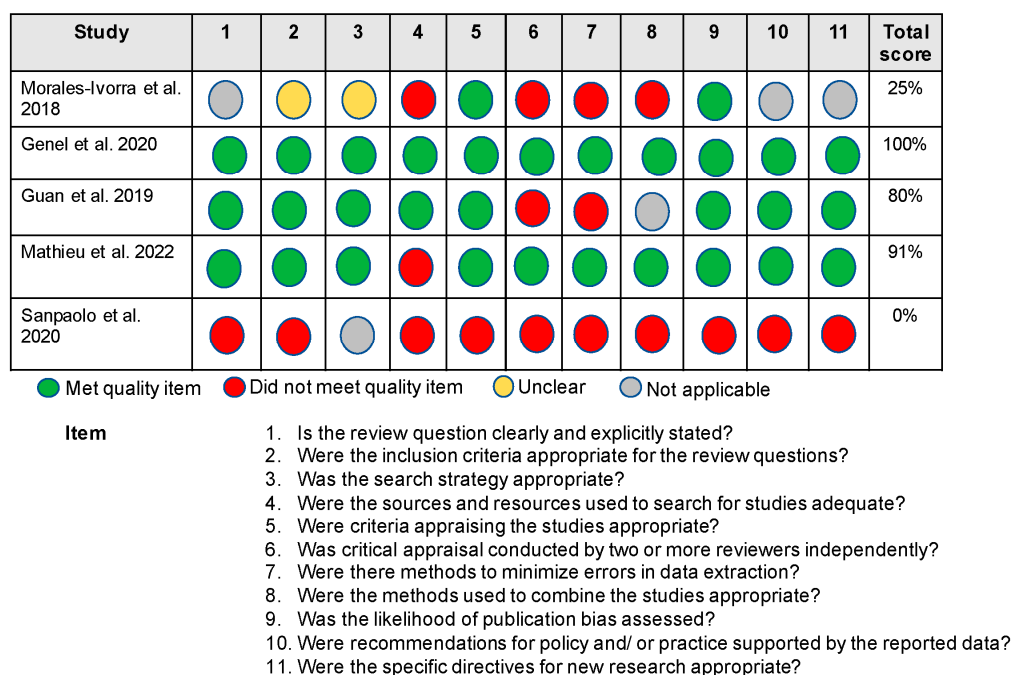 Study 1 2 3 4 5 6 7 8 9 10 11 Total
score
Morales-Ivorra et al. 25%
2018
Genel et al. 2020 100%
Guan et al. 2019 80%
Mathieu et al. 2022 91%
Sanpaolo et al. 0%
2020
Met quality item Did not meet quality item Unclear Not applicable
Item
1. Is the review question clearly and explicitly stated?
2. Were the inclusion criteria appropriate for the review questions?
3. Was the search strategy appropriate?
4. Were the sources and resources used to search for studies adequate?
5. Were criteria appraising the studies appropriate?
6. Was critical appraisal conducted by two or more reviewers independently?
7. Were there methods to minimize errors in data extraction?
8. Were the methods used to combine the studies appropriate?
9. Was the likelihood of publication bias assessed?
10. Were recommendations for policy and/ or practice supported by the reported data?
11. Were the specific directives for new research appropriate?